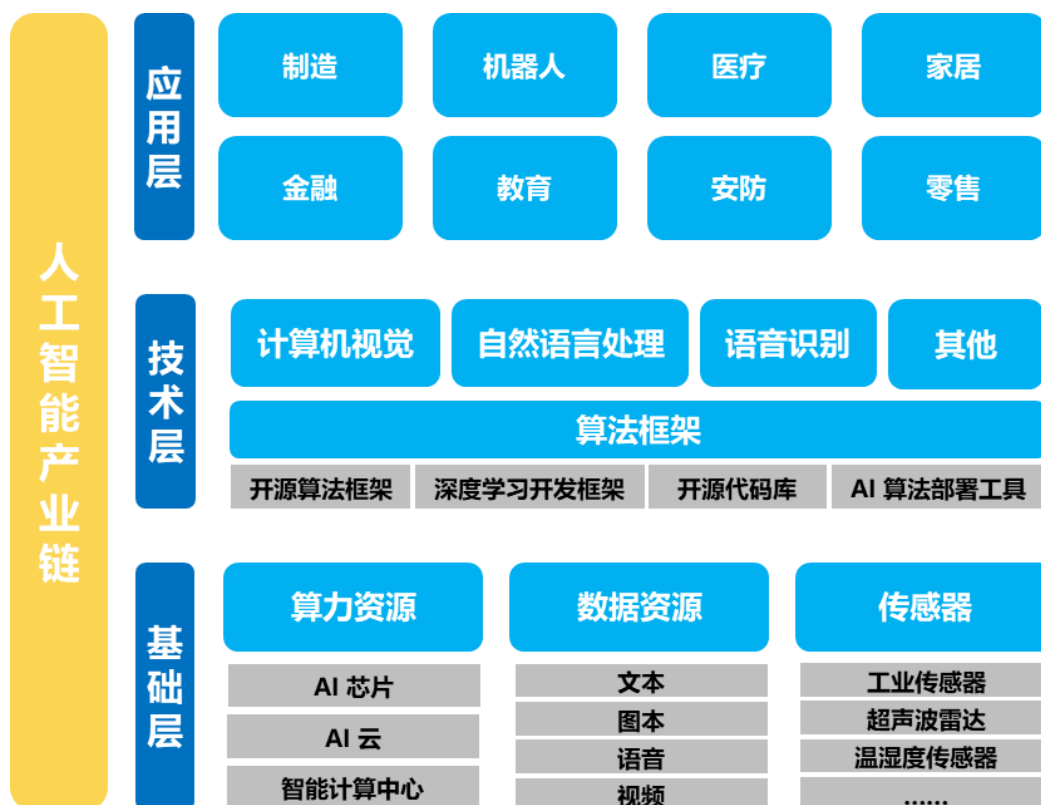 人工智能产业链
应用层
制造
机器人
医疗
家居
金融
教育
安防
零售
技术层
计算机视觉
自然语言处理
语音识别
其他
算法框架
开源算法框架
深度学习开发框架
开源代码库
AI 算法部署工具
基础层
算力资源
数据资源
传感器
AI 芯片
AI 云
智能计算中心
文本
图本
语音
视频
工业传感器
超声波雷达
温湿度传感器
......